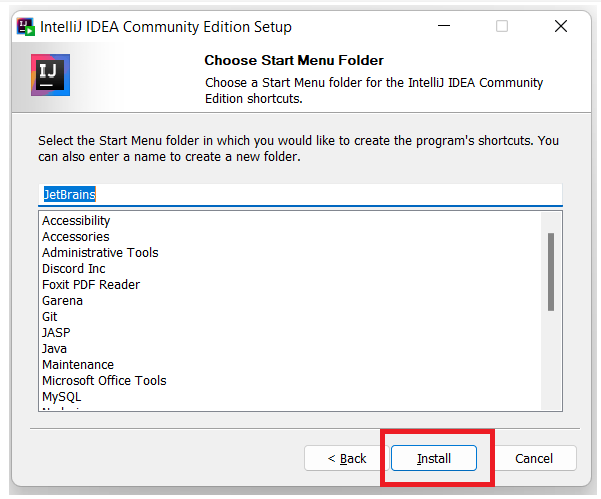 IntelliJ IDEA Community Edition Setup
IJ
Choose Start Menu Folder
Choose a Start Menu folder for the IntelliJ IDEA Community
Edition shortcuts.
Select the Start Menu folder in which you would like to create the program's shortcuts. You
can also enter a name to create a new folder.
JetBrains
Accessibility
Accessories
Administrative Tools
Discord Inc
Foxit PDF Reader
Garena
Git
JASP
Java
Maintenance
Microsoft Office Tools
MySQL
< Back
Install
Cancel